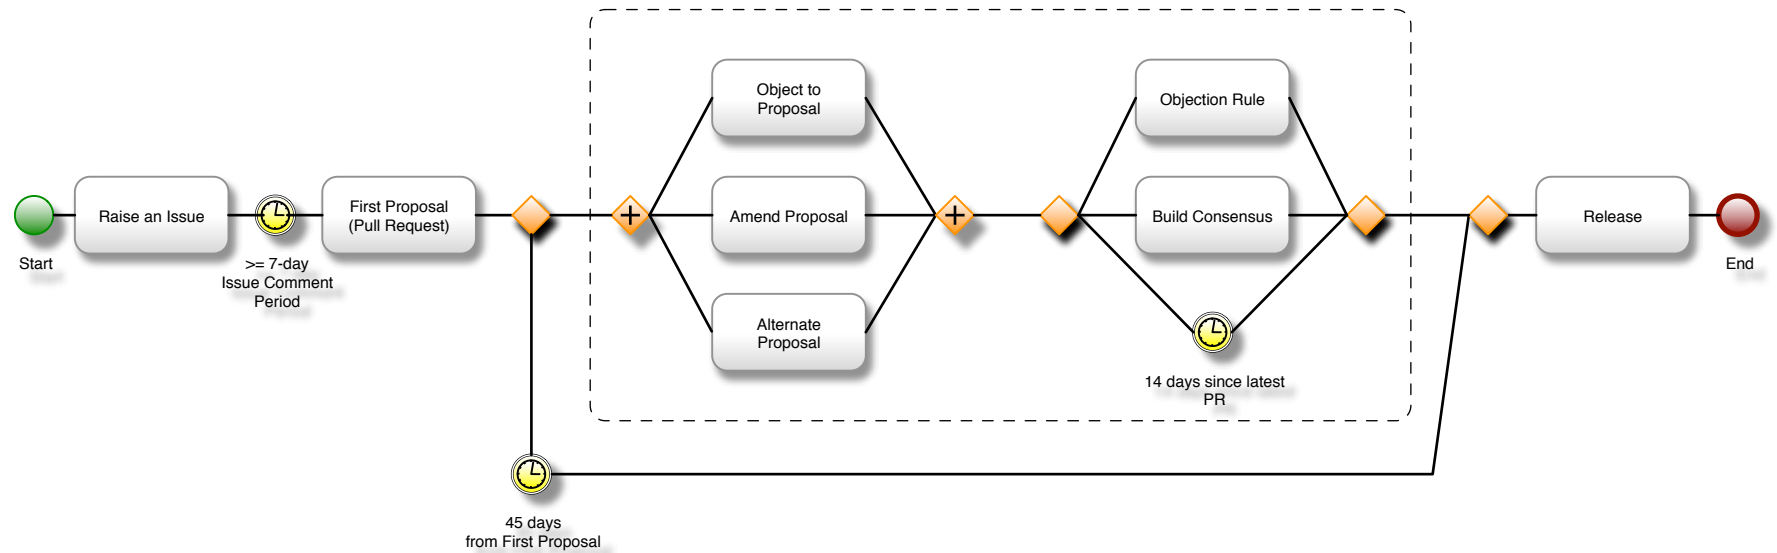 Start
Raise an Issue
>= 7-day
Issue Comment
Period
First Proposal
(Pull Request)
Object to
Proposal
Amend Proposal
Alternate
Proposal
Objection Rule
Build Consensus
14 days since latest
PR
45 days
from First Proposal
Release
End